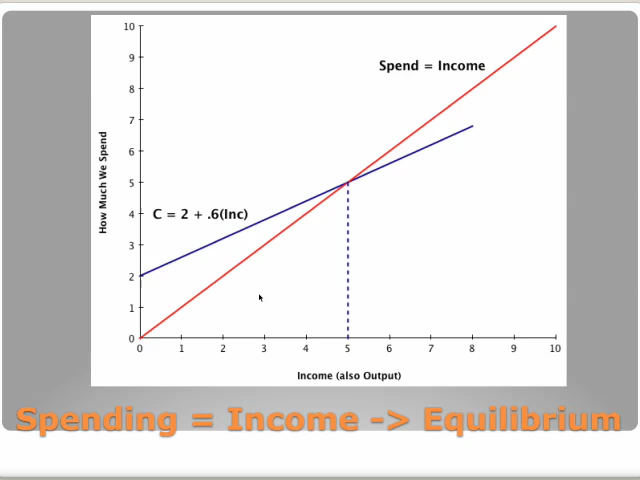 10
9
8
7
6
5
4
3
2
1
0
How Much We Spend
Spend = Income
C = 2 + .6(Inc)
0 1 2 3 4 5 6 7 8 9 10
Income (also Output)
Spending = Income -> Equilibrium